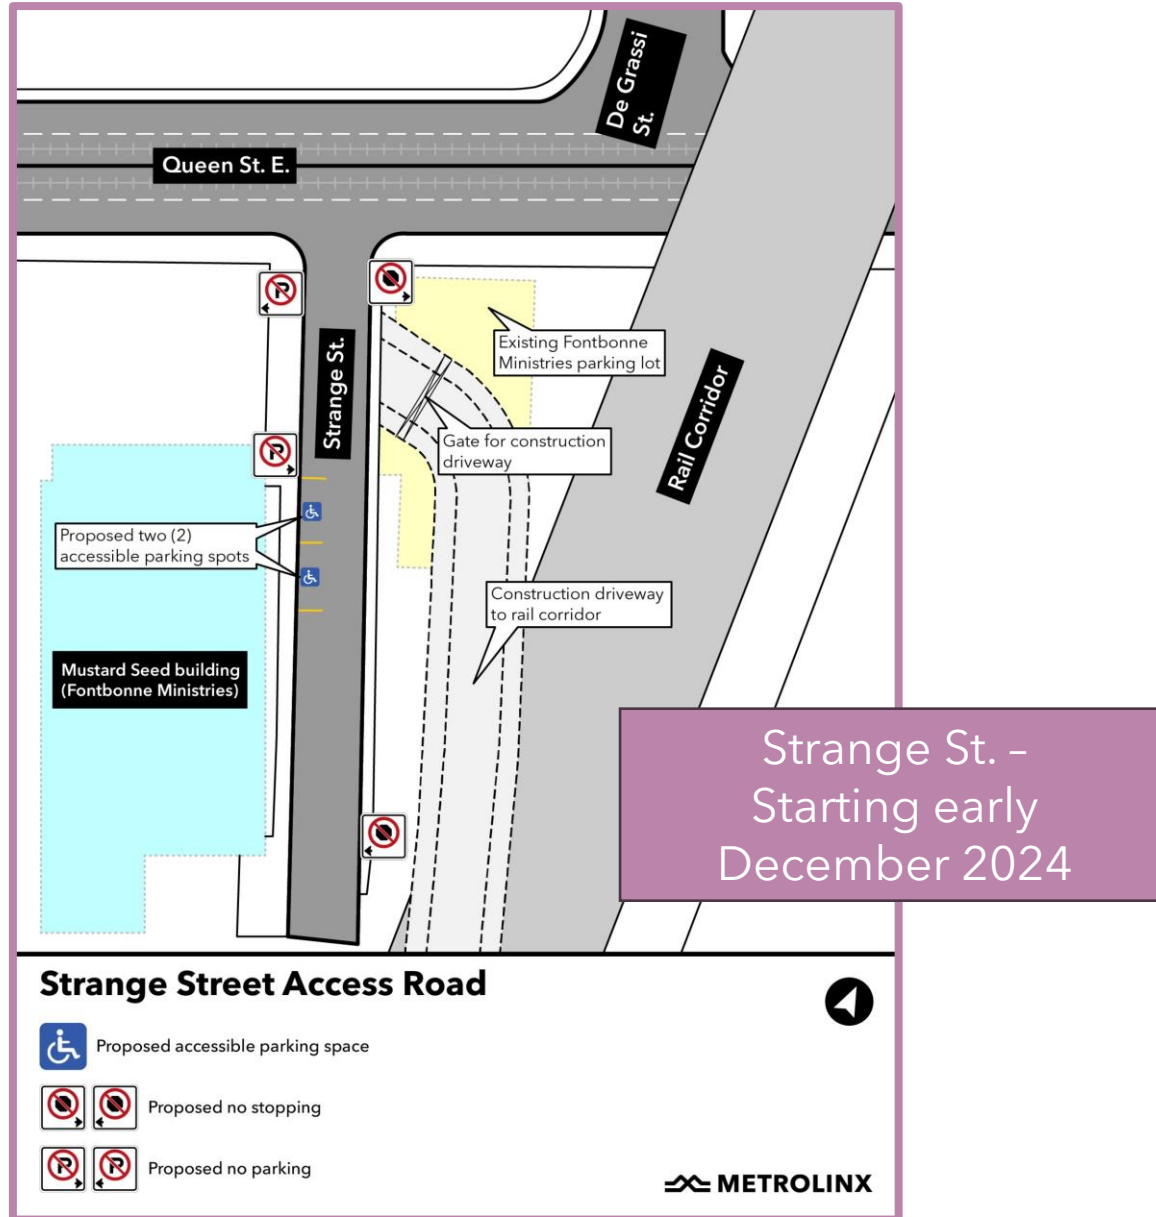 De Grassi
St.
Queen St. E.
Strange St.
Existing Fontbonne
Ministries parking lot
Rail Corridor
Gate for construction
driveway
Proposed two (2)
accessible parking spots
Construction driveway
to rail corridor
Mustard Seed building
(Fontbonne Ministries)
Strange St. –
Starting early
December 2024
Strange Street Access Road
Proposed accessible parking space
Proposed no stopping
Proposed no parking
METROLINX